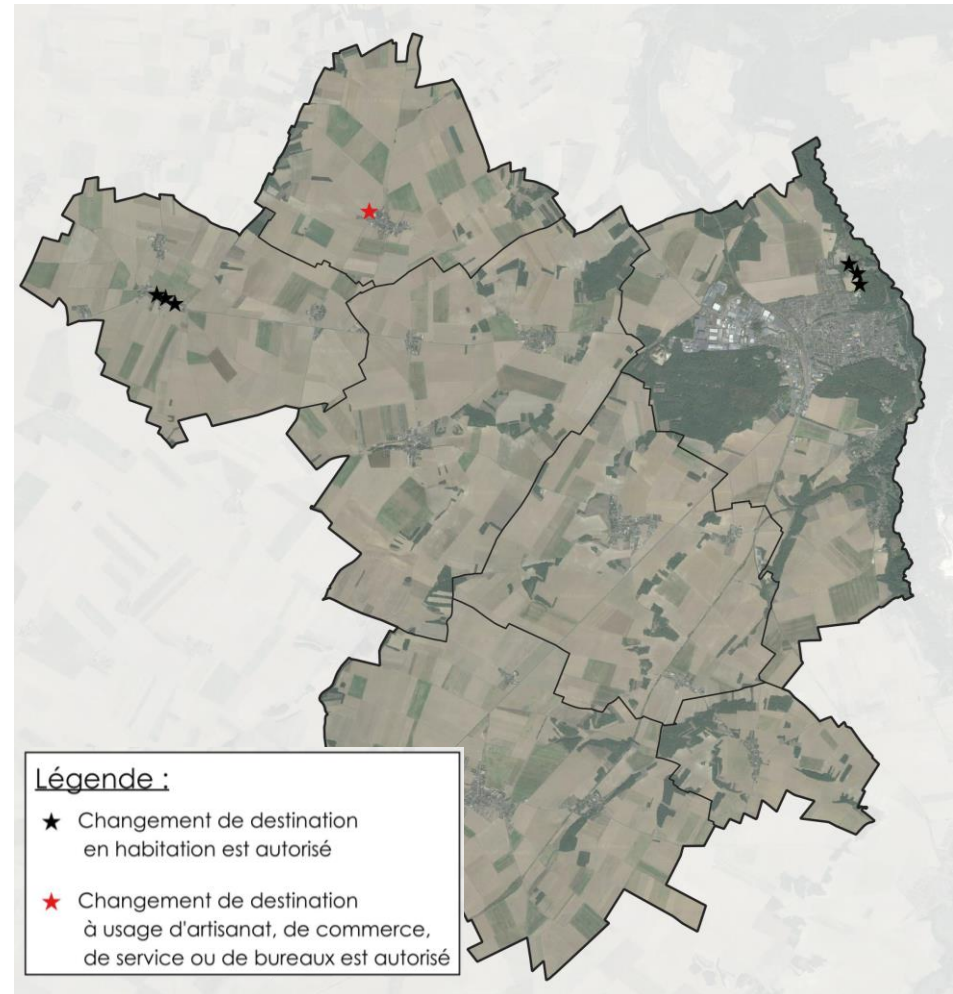 Légende :
Changement de destination
en habitation est autorisé
Changement de destination
à usage d'artisanat, de commerce,
de service ou de bureaux est autorisé